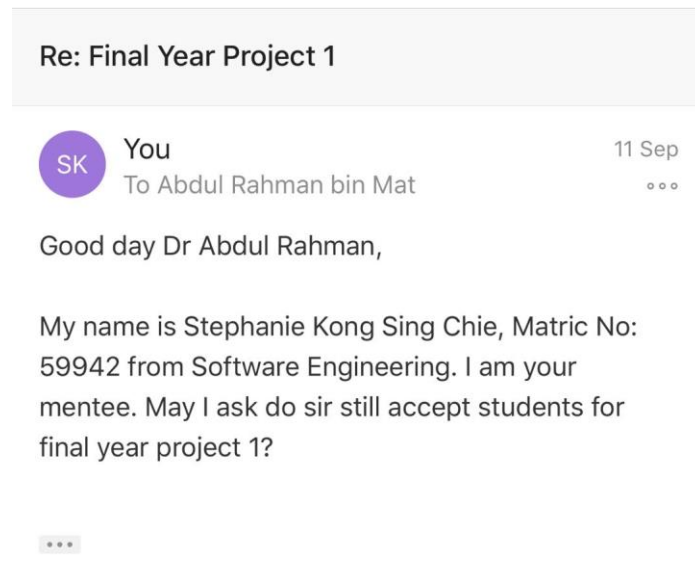 Re: Final Year Project 1
SK
You
11 Sep
To Abdul Rahman bin Mat
Good day Dr Abdul Rahman,
My name is Stephanie Kong Sing Chie, Matric No:
59942 from Software Engineering. I am your
mentee. May I ask do sir still accept students for
final year project 1?